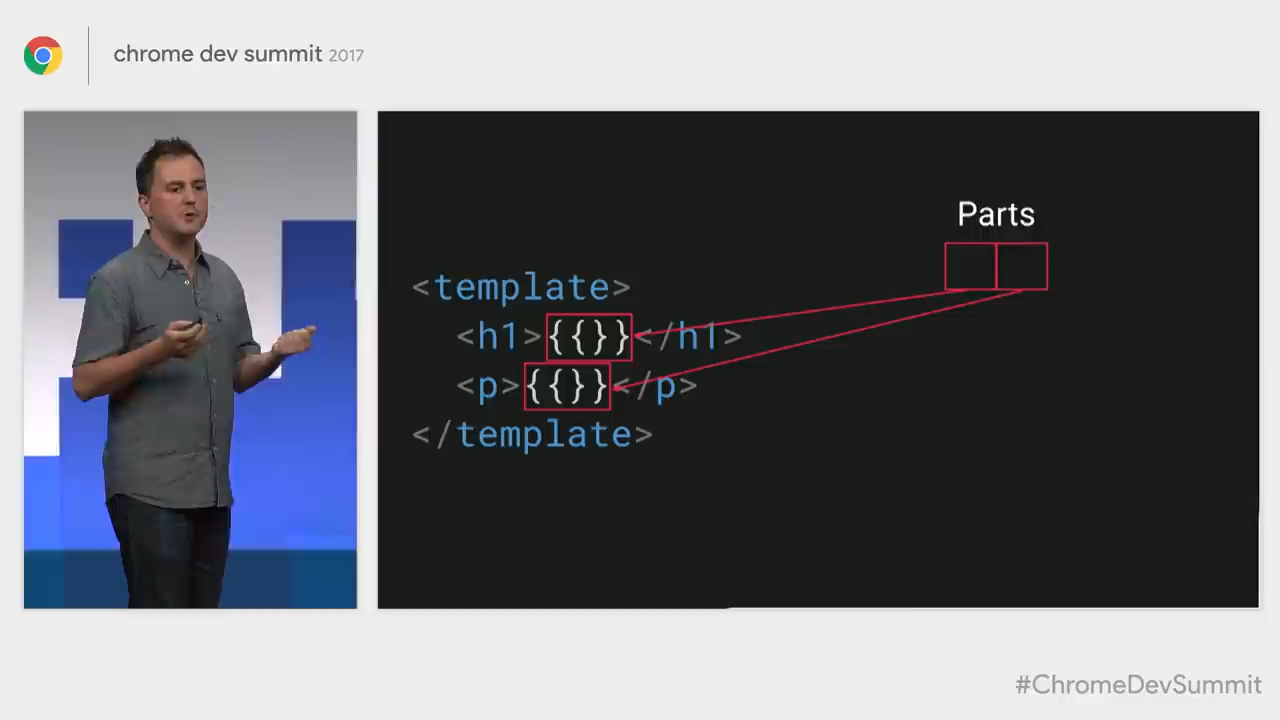 chrome dev summit 2017
Parts
<template>
<h1>{{}}</h1>
<p>{{}}</p>
</template>
#ChromeDevSummit